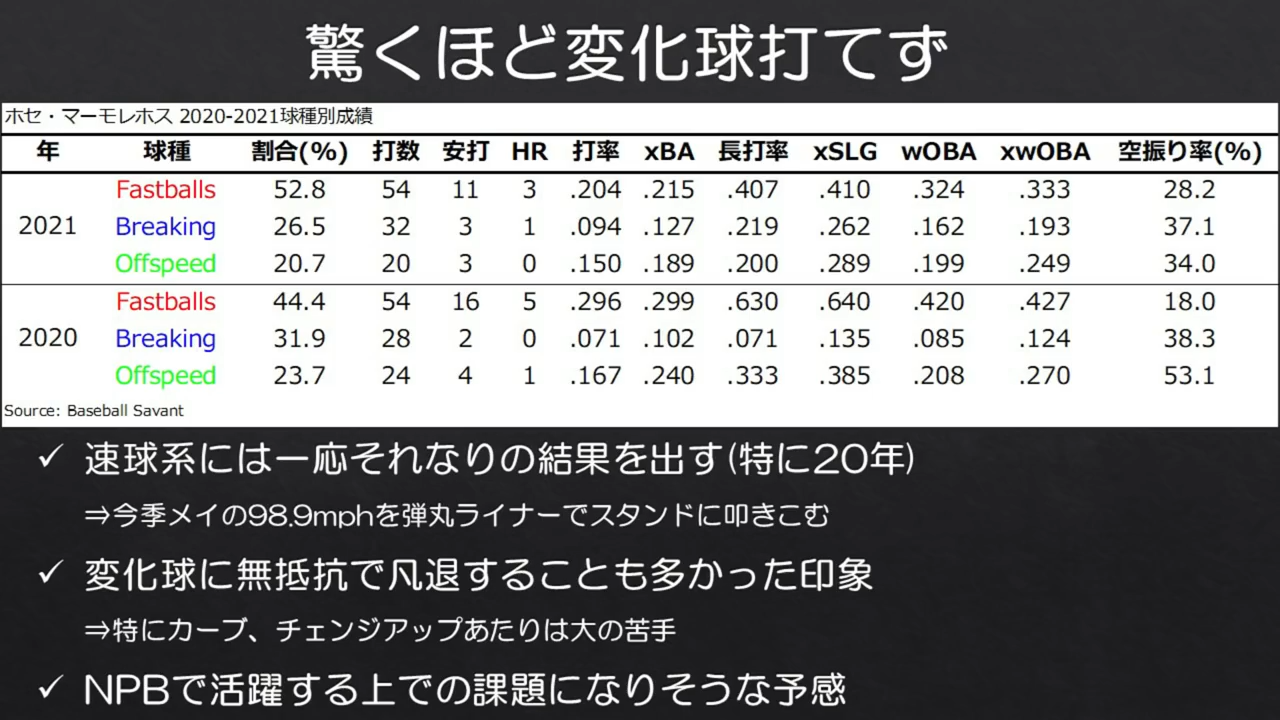 驚くほど変化球打てず
ホセ・マーモレホス 2020-2021球種別成績
年 球種 割合(%) 打数 安打 HR 打率 xBA 長打率 xSLG wOBA xwOBA 空振り率(%)
Fastballs 52.8 54 11 3 .204 .215 .407 .410 .324 .333 28.2
2021 Breaking 26.5 32 3 1 .094 .127 .219 .262 .162 .193 37.1
Offspeed 20.7 20 3 0 .150 .189 .200 .289 .199 .249 34.0
Fastballs 44.4 54 16 5 .296 .299 .630 .640 .420 .427 18.0
2020 Breaking 31.9 28 2 0 .071 .102 .071 .135 .085 .124 38.3
Offspeed 23.7 24 4 1 .167 .240 .333 .385 .208 .270 53.1
Source: Baseball Savant
✓ 速球系には一応それなりの結果を出す(特に20年)
⇒今季メイの98.9mphを弾丸ライナーでスタンドに叩きこむ
✓ 変化球に無抵抗で凡退することも多かった印象
⇒特にカーブ、チェンジアップあたりは大の苦手
✓ NPBで活躍する上での課題になりそうな予感